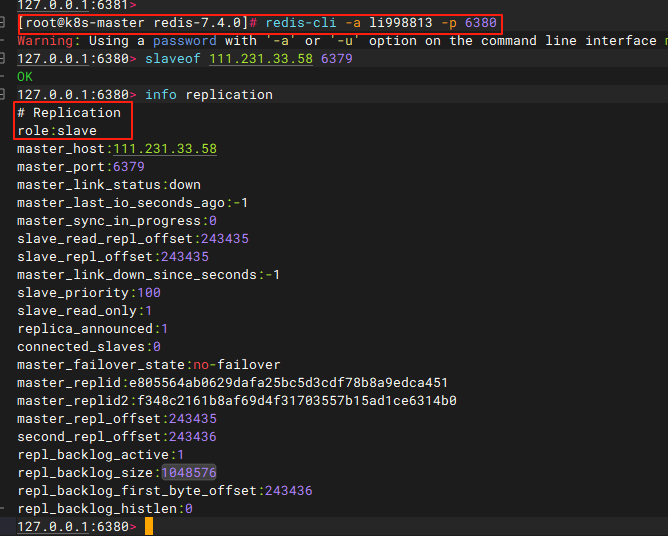 127.0.0.1:6381>
[root@k8s-master redis-7.4.0]# redis-cli -a li998813 -p 6380
Warning: Using a password with '-a' or '-u' option on the command line interface
127.0.0.1:6380> slaveof 111.231.33.58 6379
OK
127.0.0.1:6380> info replication
# Replication
role:slave
master_host:111.231.33.58
master_port:6379
master_link_status:down
master_last_io_seconds_ago:-1
master_sync_in_progress:0
slave_read_repl_offset:243435
slave_repl_offset:243435
master_link_down_since_seconds:-1
slave_priority:100
slave_read_only:1
replica_announced:1
connected_slaves:0
master_failover_state:no-failover
master_replid:e805564ab0629dafa25bc5d3cdf78b8a9edca451
master_replid2:f348c2161b8af69d4f31703557b15ad1ce6314b0
master_repl_offset:243435
second_repl_offset:243436
repl_backlog_active:1
repl_backlog_size:1048576
repl_backlog_first_byte_offset:243436
repl_backlog_histlen:0
127.0.0.1:6380>